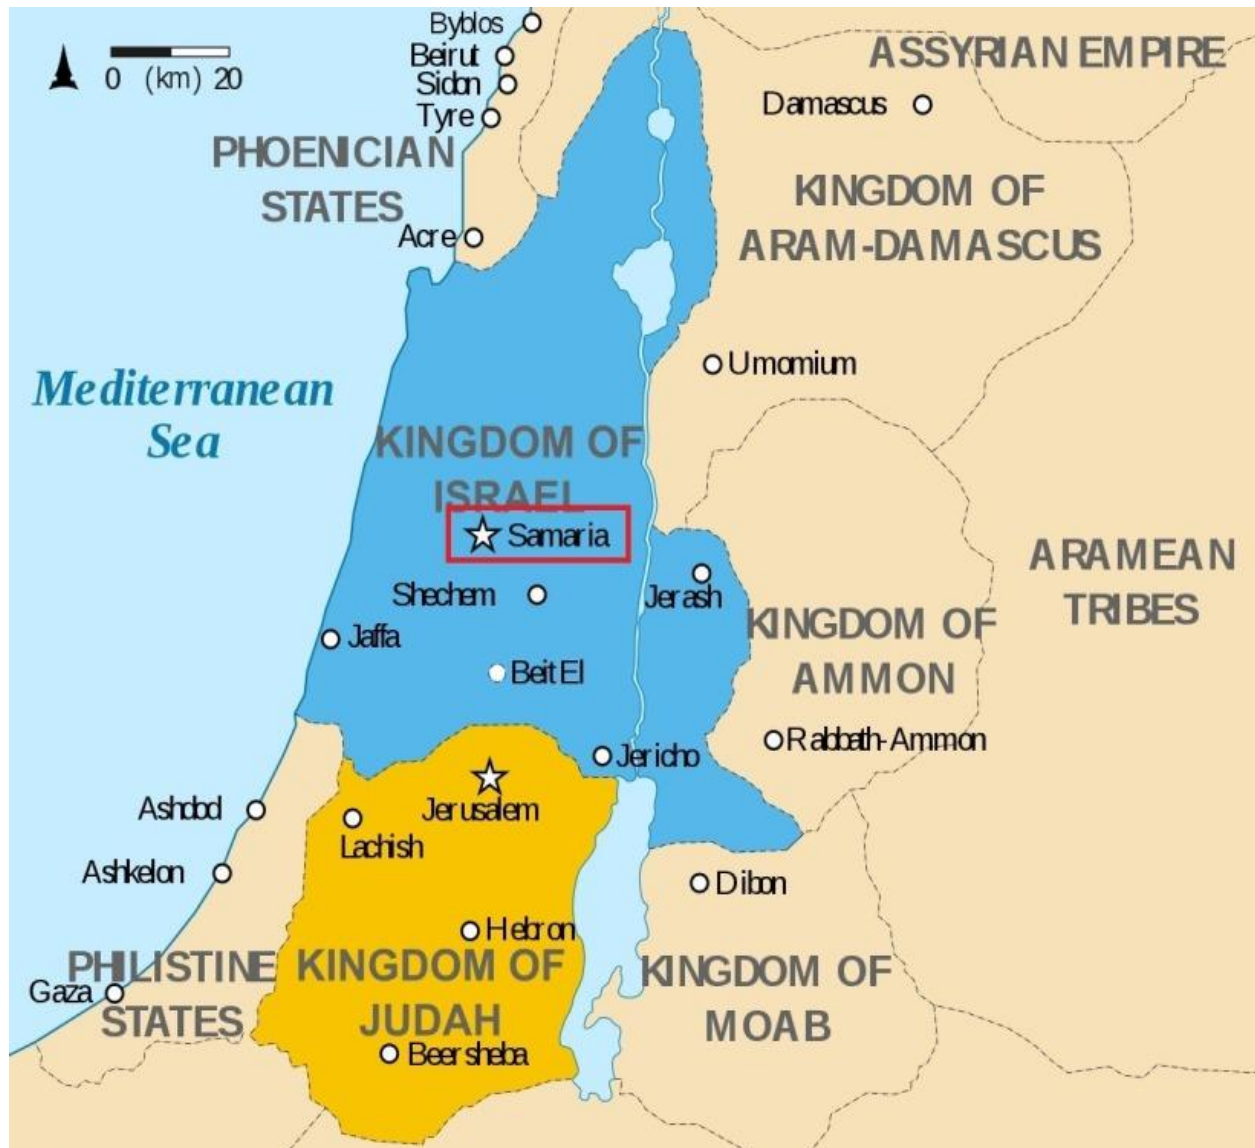 Byblos
Beirut
Sidon
Tyre
0 (km) 20
ASSYRIAN EMPIRE
Damascus
PHOENICIAN
STATES
KINGDOM OF
ARAM-DAMASCUS
Acre
Umomium
Mediterranean
Sea
KINGDOM OF
ISRAEL
Samaria
ARAMEAN
TRIBES
Shechem
Jerash
Jaffa
KINGDOM OF
AMMON
Beit El
Rabbath-Ammon
Jericho
Jerusalem
Ashdod
Lachish
Ashkelon
Dibon
Hebron
PHILISTINE
STATES
Gaza
KINGDOM OF
JUDAH
KINGDOM OF
MOAB
Beersheba